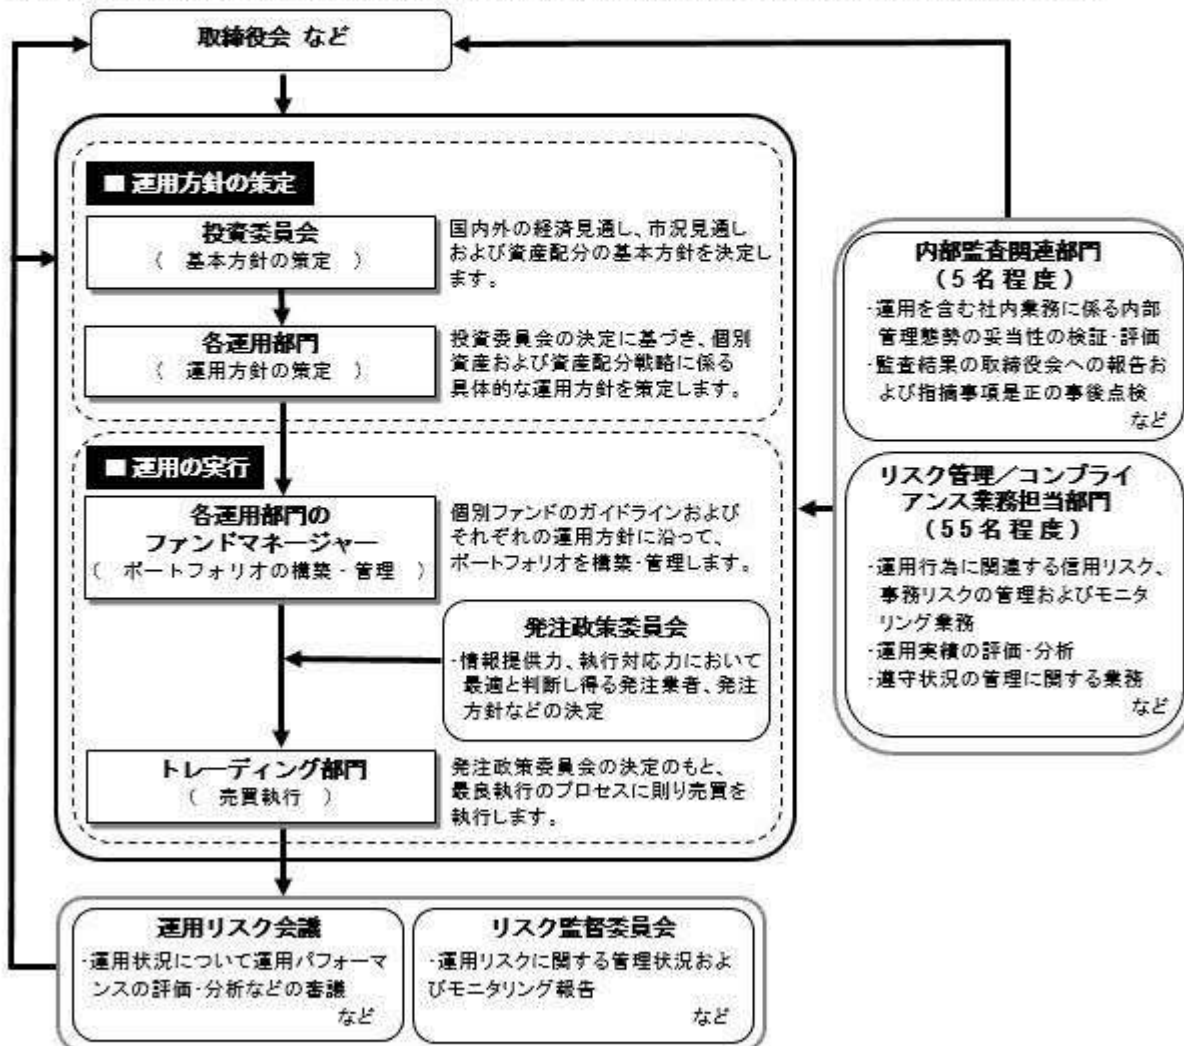 取締役会 など
■ 運用方針の策定
投資委員会
( 基本方針の策定 )
国内外の経済見通し、市況見通し
および資産配分の基本方針を決定し
ます。
各運用部門
( 運用方針の策定 )
投資委員会の決定に基づき、個別
資産および資産配分戦略に係る
具体的な運用方針を策定します。
■ 運用の実行
各運用部門の
ファンドマネージャー
( ポートフォリオの構築・管理 )
個別ファンドのガイドラインおよび
それぞれの運用方針に沿って、
ポートフォリオを構築・管理します。
発注政策委員会
・情報提供力、執行対応力において
最適と判断し得る発注業者、発注
方針などの決定
トレーディング部門
( 売買執行 )
発注政策委員会の決定のもと、
最良執行のプロセスに則り売買を
執行します。
内部監査関連部門
(5名程度)
・運用を含む社内業務に係る内部
管理態勢の妥当性の検証・評価
・監査結果の取締役会への報告お
よび指摘事項是正の事後点検
など
リスク管理/コンプライ
アンス業務担当部門
(55名程度)
・運用行為に関連する信用リスク、
事務リスクの管理およびモニタ
リング業務
・運用実績の評価・分析
・遵守状況の管理に関する業務
など
運用リスク会議
・運用状況について運用パフォーマ
ンスの評価・分析などの審議
など
リスク監督委員会
・運用リスクに関する管理状況およ
びモニタリング報告
など